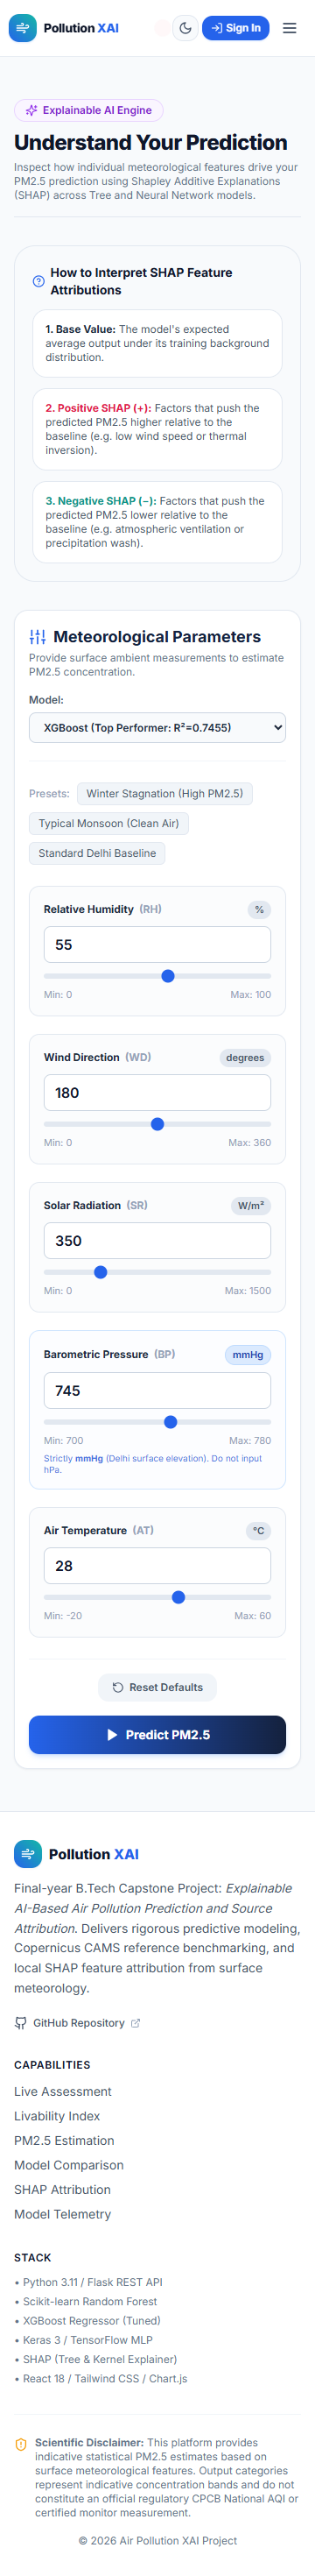 Pollution XAI
Sign In
Explainable AI Engine
Understand Your Prediction
Inspect how individual meteorological features drive your
PM2.5 prediction using Shapley Additive Explanations
(SHAP) across Tree and Neural Network models.
How to Interpret SHAP Feature
Attributions
1. Base Value: The model's expected
average output under its training background
distribution.
2. Positive SHAP (+): Factors that push the
predicted PM2.5 higher relative to the
baseline (e.g. low wind speed or thermal
inversion).
3. Negative SHAP (−): Factors that push the
predicted PM2.5 lower relative to the
baseline (e.g. atmospheric ventilation or
precipitation wash).
Meteorological Parameters
Provide surface ambient measurements to estimate
PM2.5 concentration.
Model:
XGBoost (Top Performer: R²=0.7455)
Presets: Winter Stagnation (High PM2.5)
Typical Monsoon (Clean Air)
Standard Delhi Baseline
Relative Humidity (RH) %
55
Min: 0 Max: 100
Wind Direction (WD) degrees
180
Min: 0 Max: 360
Solar Radiation (SR) W/m²
350
Min: 0 Max: 1500
Barometric Pressure (BP) mmHg
745
Min: 700 Max: 780
Strictly mmHg (Delhi surface elevation). Do not input
hPa.
Air Temperature (AT) °C
28
Min: -20 Max: 60
Reset Defaults
Predict PM2.5
Pollution XAI
Final-year B.Tech Capstone Project: Explainable
AI-Based Air Pollution Prediction and Source
Attribution. Delivers rigorous predictive modeling,
Copernicus CAMS reference benchmarking, and
local SHAP feature attribution from surface
meteorology.
GitHub Repository
CAPABILITIES
Live Assessment
Livability Index
PM2.5 Estimation
Model Comparison
SHAP Attribution
Model Telemetry
STACK
• Python 3.11 / Flask REST API
• Scikit-learn Random Forest
• XGBoost Regressor (Tuned)
• Keras 3 / TensorFlow MLP
• SHAP (Tree & Kernel Explainer)
• React 18 / Tailwind CSS / Chart.js
Scientific Disclaimer: This platform provides
indicative statistical PM2.5 estimates based on
surface meteorological features. Output categories
represent indicative concentration bands and do not
constitute an official regulatory CPCB National AQI or
certified monitor measurement.
© 2026 Air Pollution XAI Project